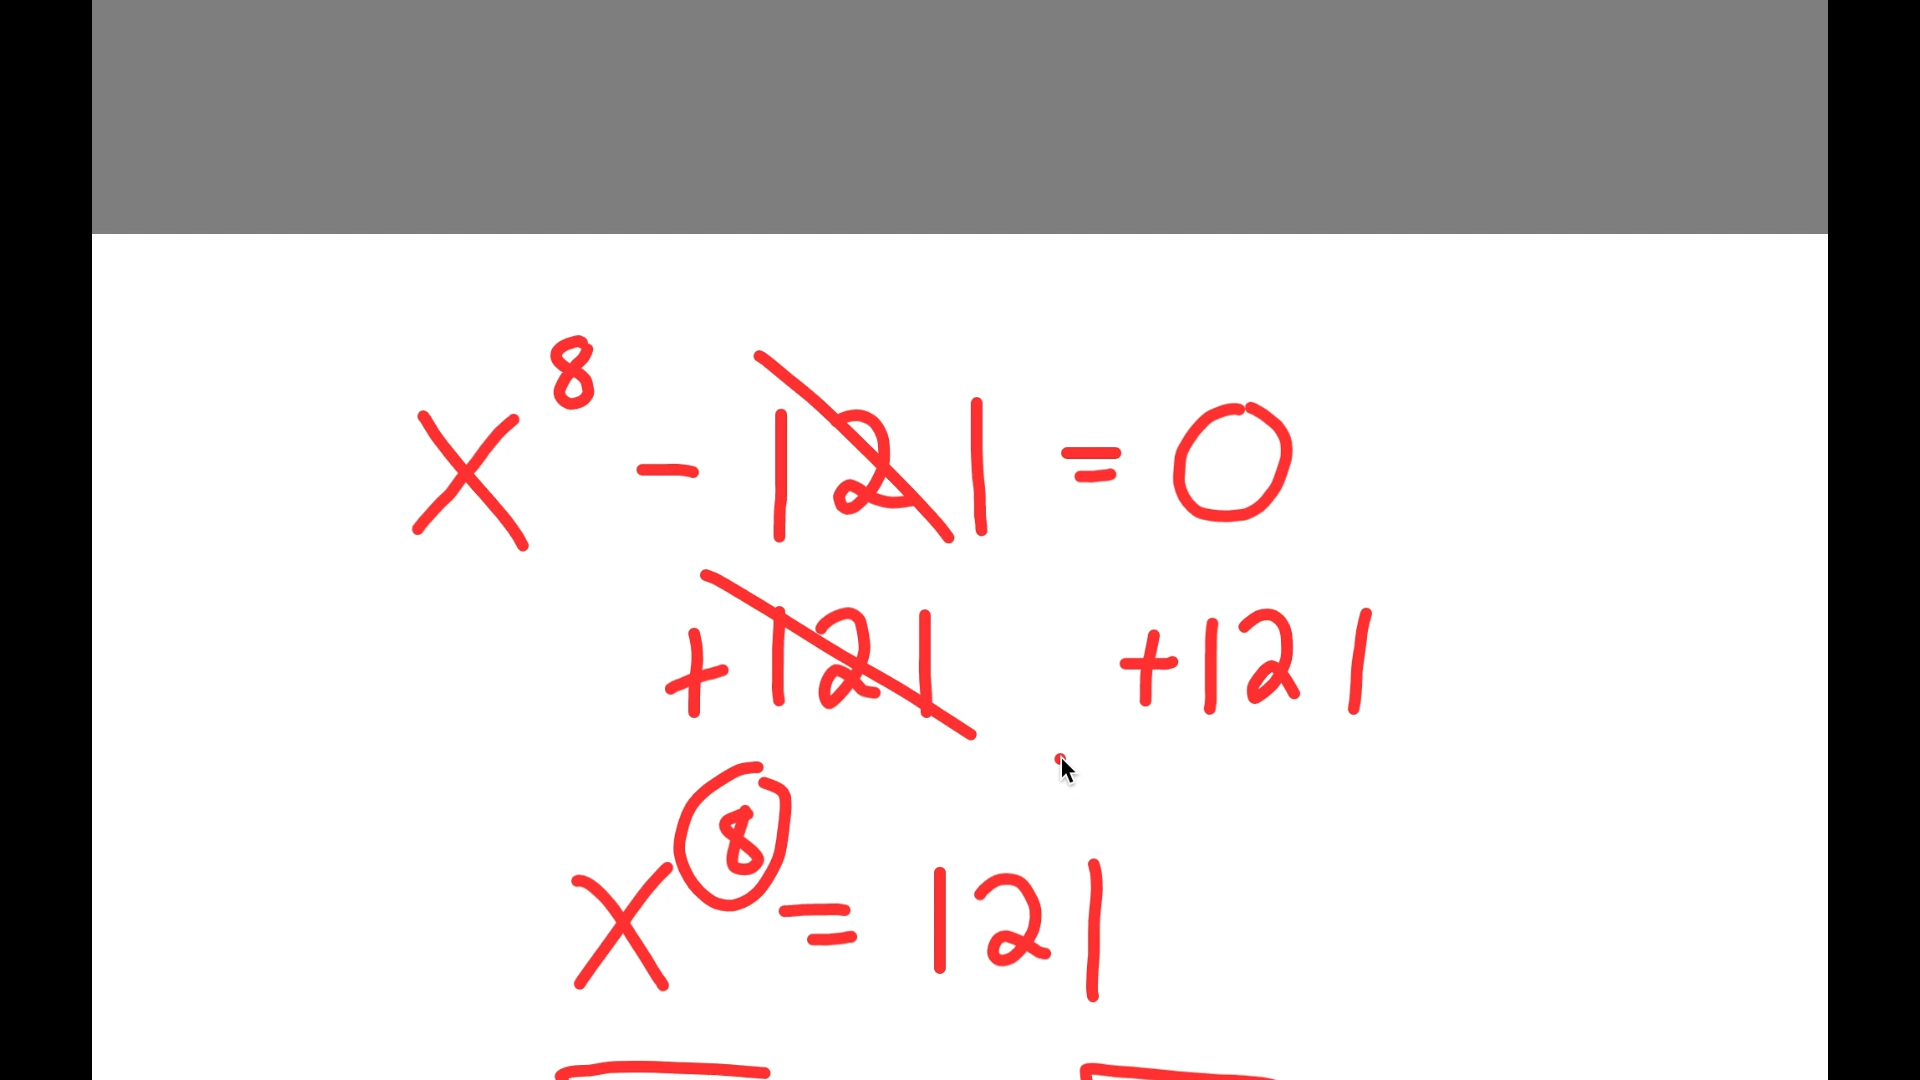 x⁸ - 121 = 0
+121 +121
x⁸ = 121